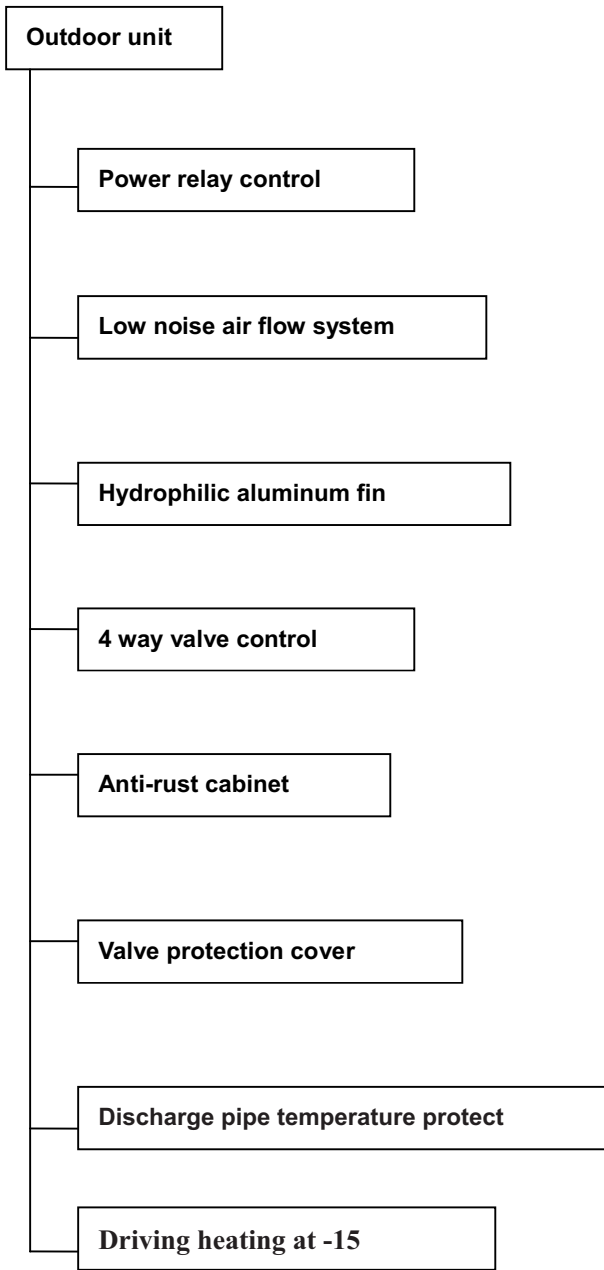 Outdoor unit
Power relay control
Low noise air flow system
Hydrophilic aluminum fin
4 way valve control
Anti-rust cabinet
Valve protection cover
Discharge pipe temperature protect
Driving heating at -15